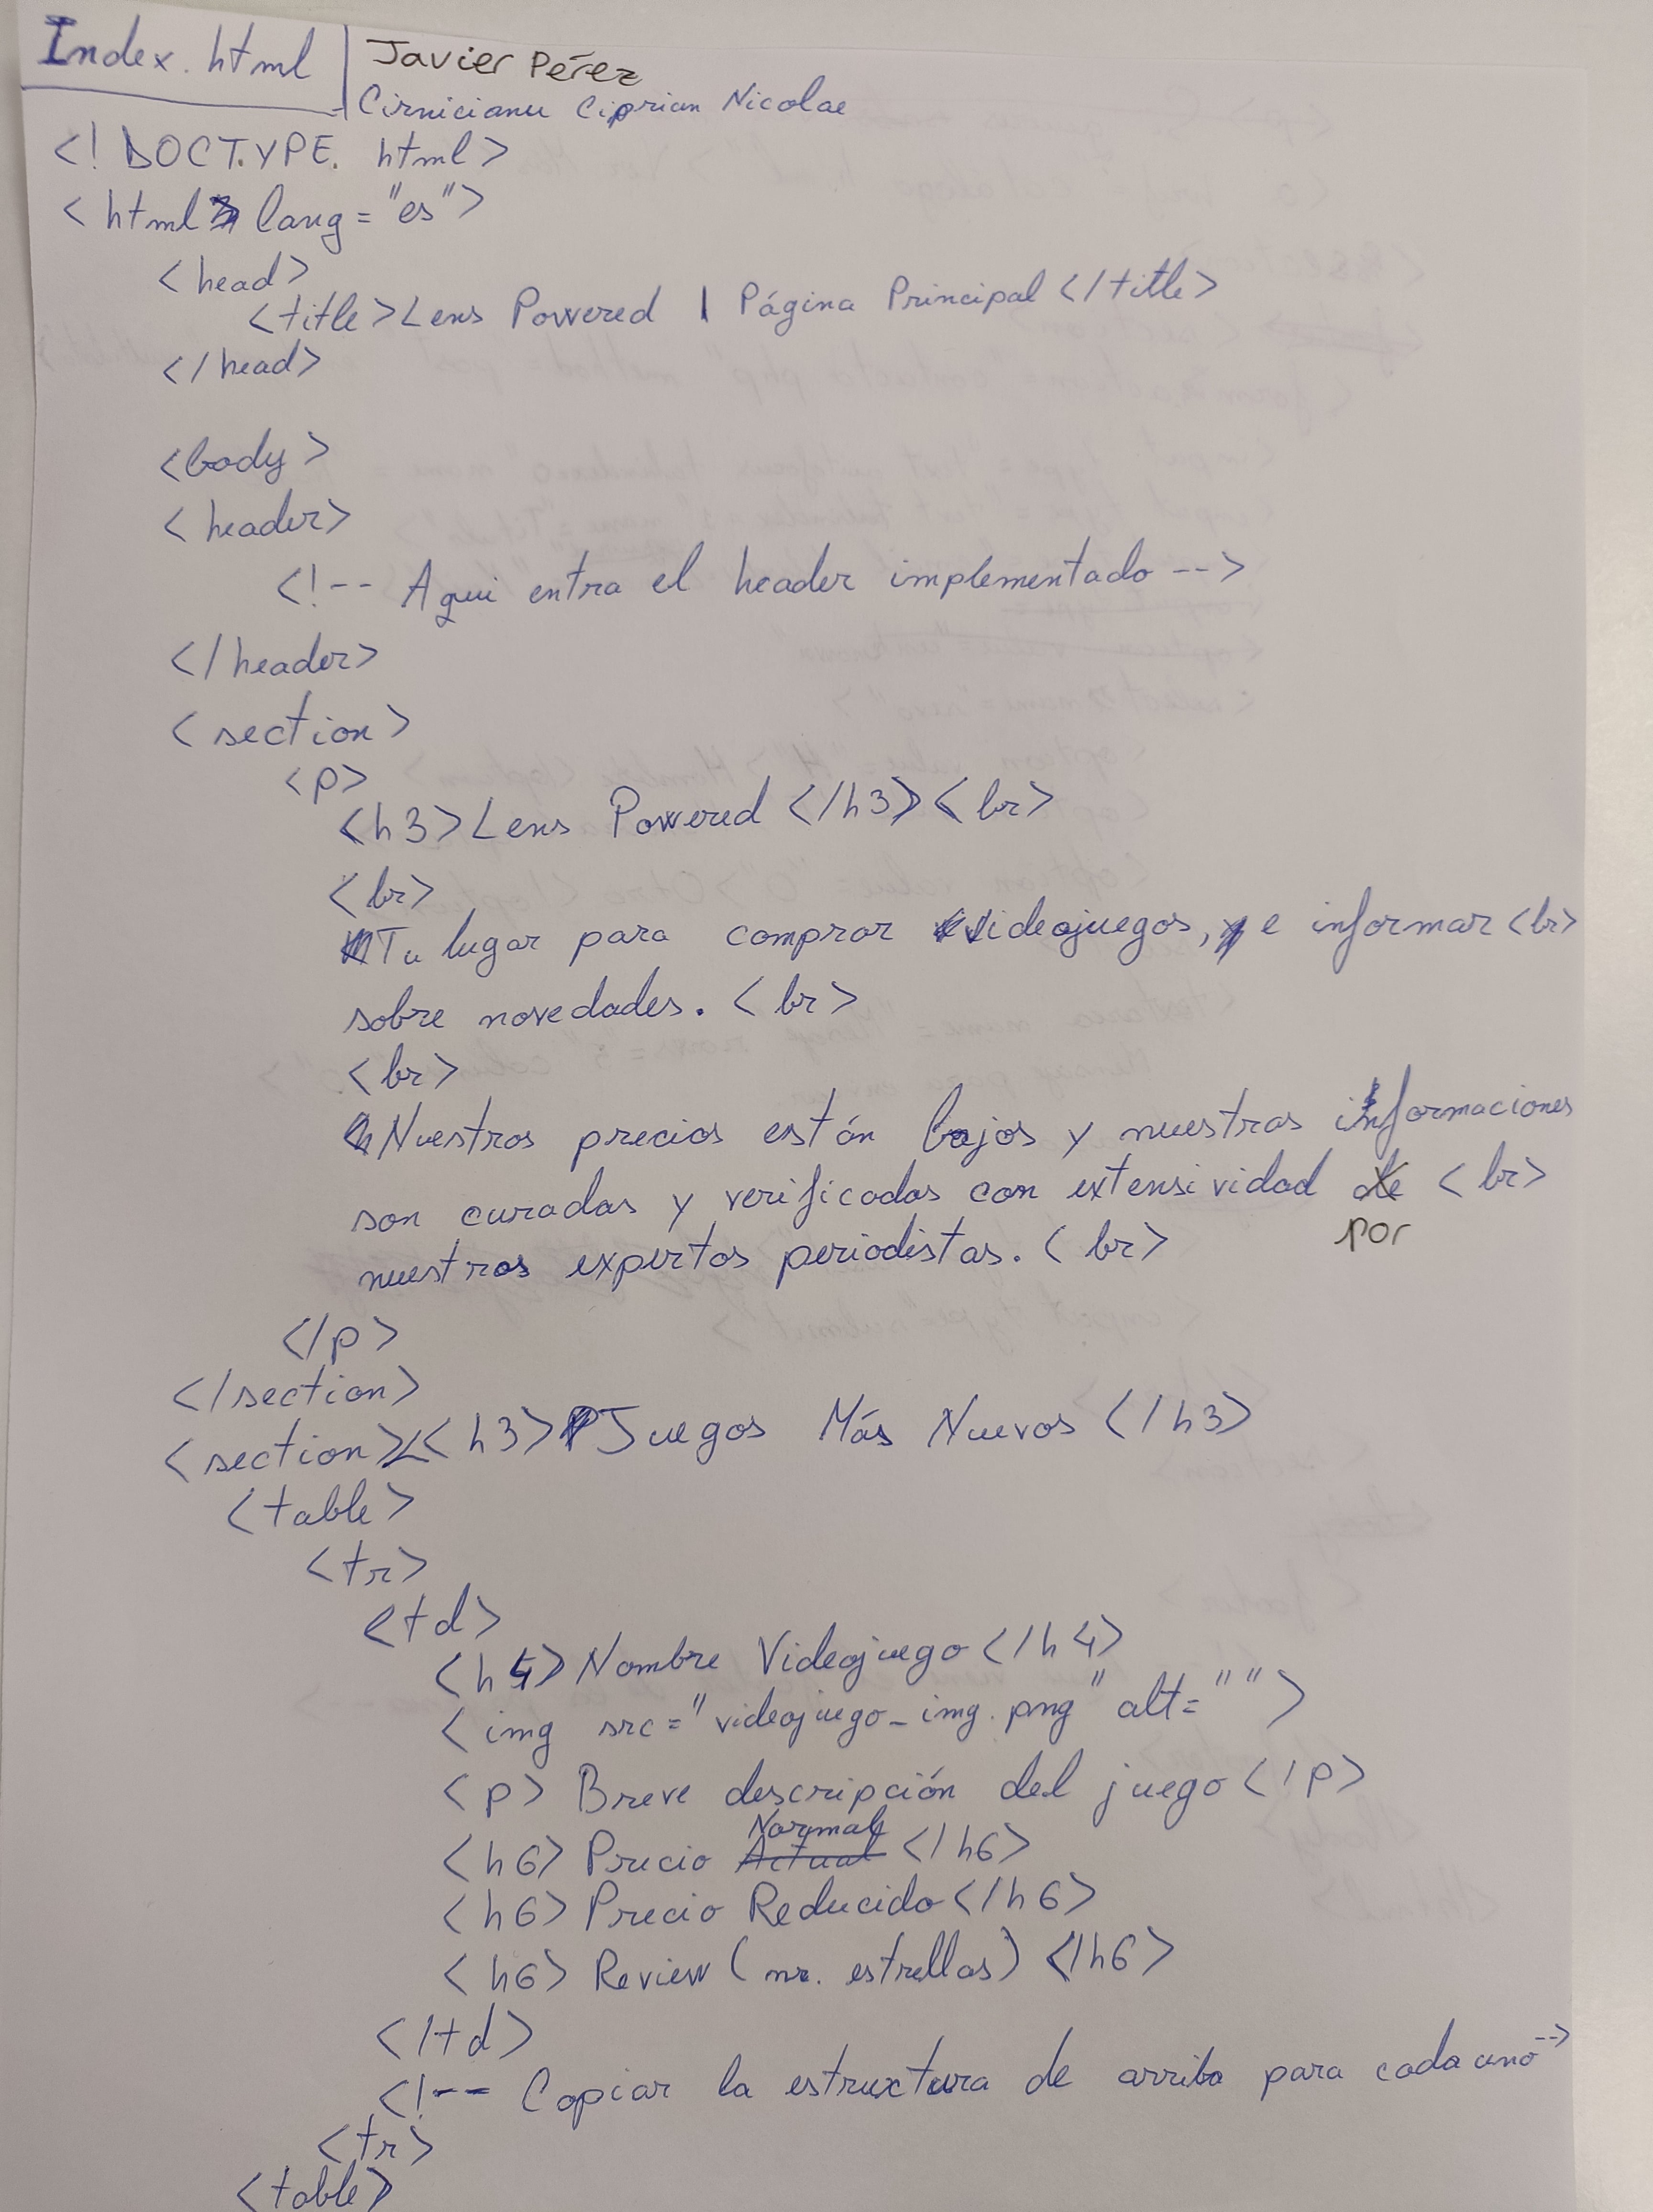 Index.html
Javier Pérez
Cirnicianu Ciprian Nicolae
<!DOCTYPE. html>
<html lang="es">
<head>
<title>Lens Powered | Página Principal</title>
</head>
<body>
<header>
<!-- Aqui entra el header implementado -->
</header>
<section>
<p>
<h3>Lens Powered</h3><br>
<br>
Tu lugar para comprar videojuegos, e informar<br>
sobre novedades.<br>
<br>
Nuestros precios están bajos y nuestras informaciones
son curadas y verificadas con extensividad por <br>
nuestros expertos periodistas.<br>
</p>
</section>
<section><h3>Juegos Más Nuevos</h3>
<table>
<tr>
<td>
<h4>Nombre Videojuego</h4>
<img src="videojuego_img.png" alt="">
<p>Breve descripción del juego</p>
<h6>Precio Normal</h6>
<h6>Precio Reducido</h6>
<h6>Review (nr. estrellas)</h6>
</td>
<!-- Copiar la estructura de arriba para cada uno -->
<tr>
<table>